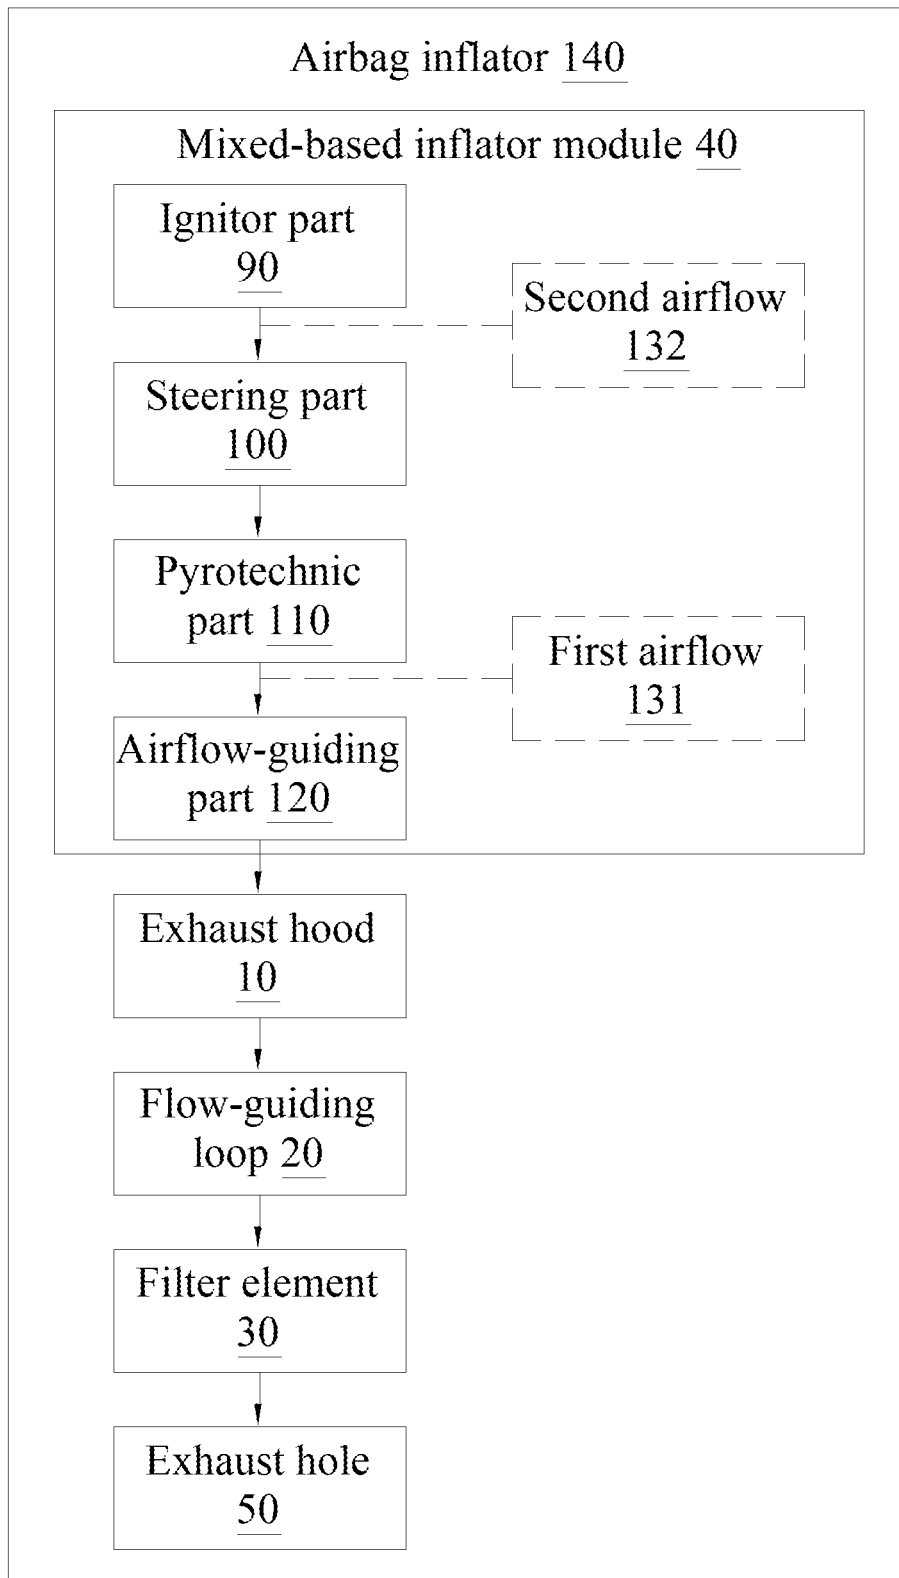 Airbag inflator 140
Mixed-based inflator module 40
Ignitor part
90
Second airflow
132
Steering part
100
Pyrotechnic
part 110
First airflow
131
Airflow-guiding
part 120
Exhaust hood
10
Flow-guiding
loop 20
Filter element
30
Exhaust hole
50